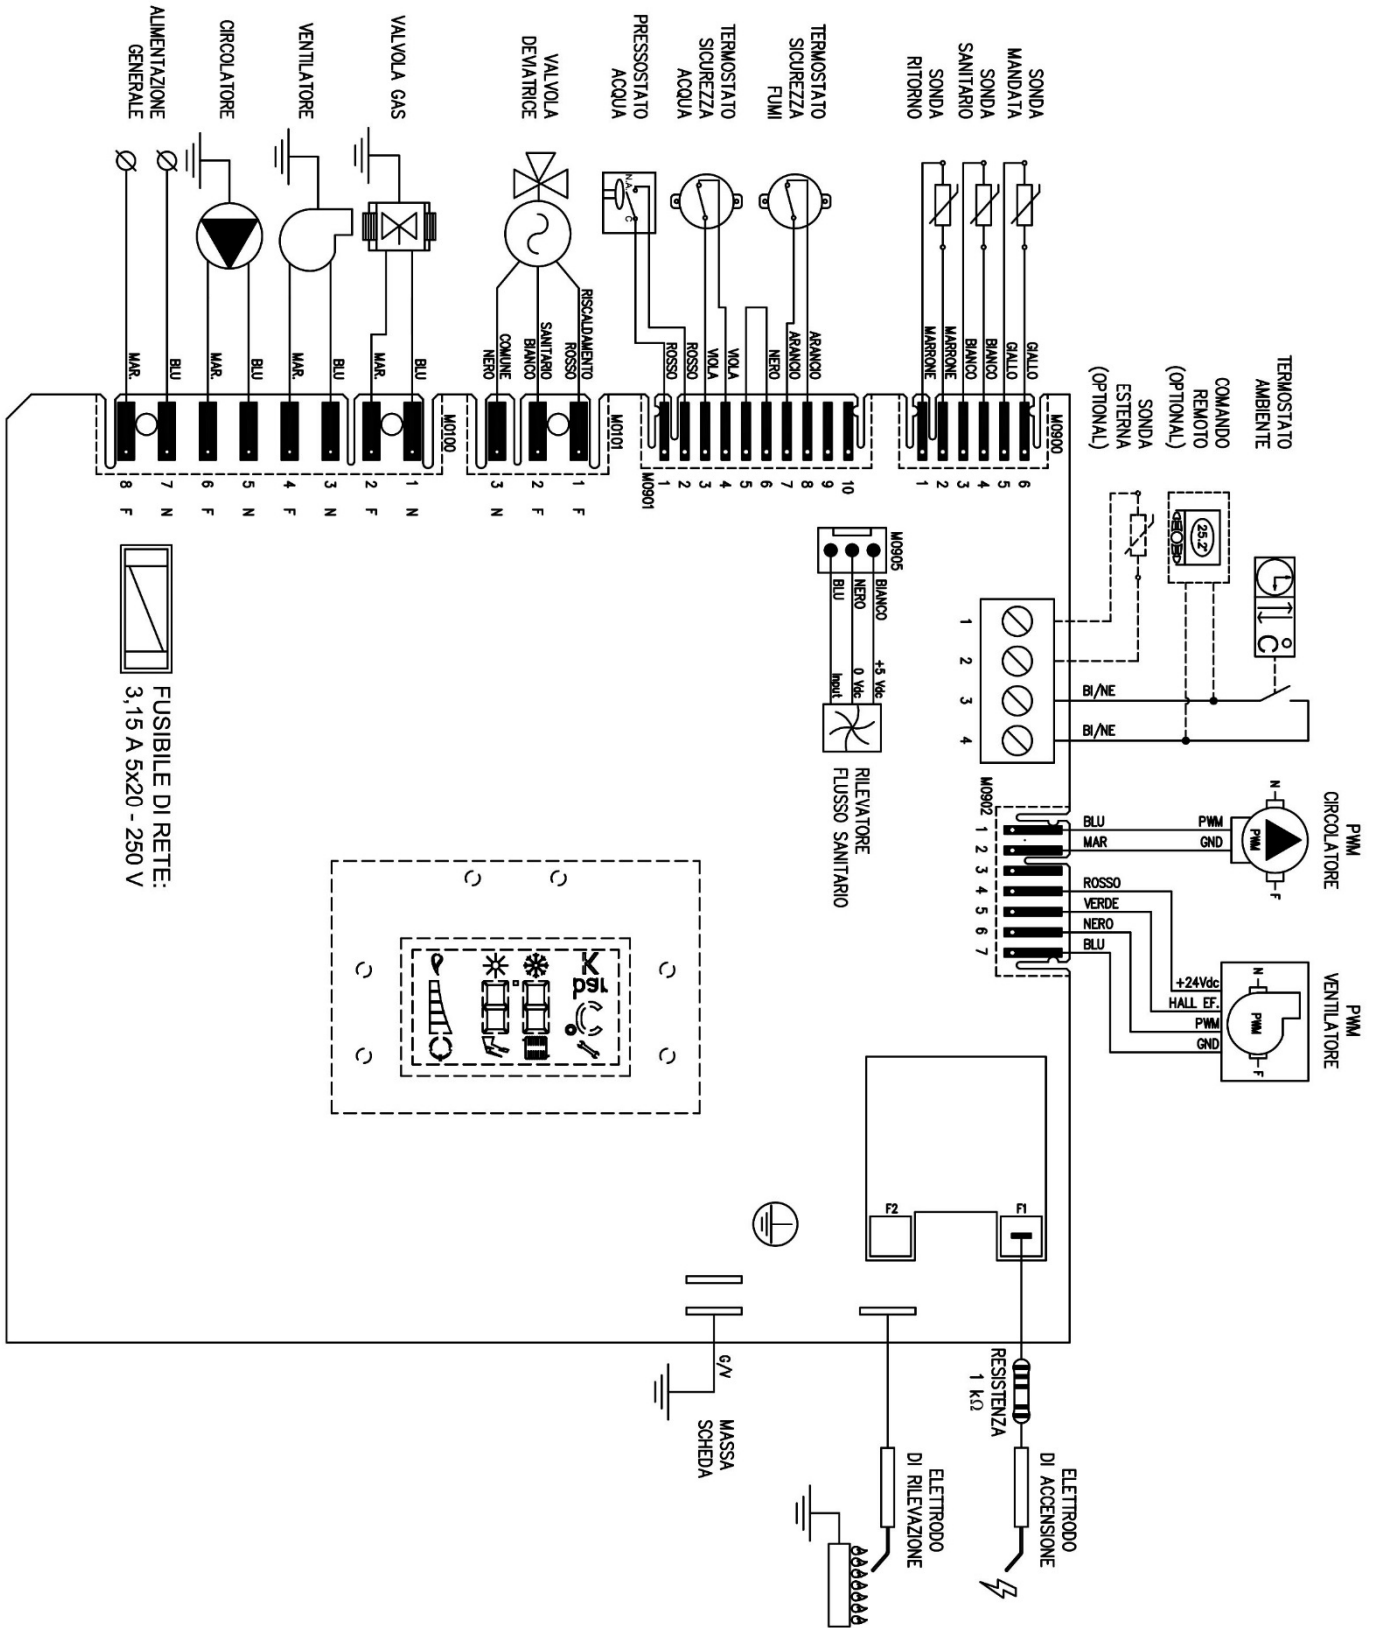 SONDA
MANDATA
SONDA
SANITARIO
SONDA
RITORNO
GIALLO
GIALLO
BIANCO
BIANCO
MARRONE
MARRONE
M0900
6
5
4
3
2
1
TERMOSTATO
SICUREZZA
FUMI
TERMOSTATO
SICUREZZA
ACQUA
PRESSOSTATO
ACQUA
N.A.
C
ARANCIO
ARANCIO
NERO
VIOLA
VIOLA
ROSSO
ROSSO
M0901
10
9
8
7
6
5
4
3
2
1
VALVOLA
DEVIATRICE
RISCALDAMENTO
ROSSO
SANITARIO
BIANCO
COMUNE
NERO
M0101
1 F
2 F
3 N
VALVOLA GAS
VENTILATORE
CIRCOLATORE
ALIMENTAZIONE
GENERALE
BLU
MAR.
BLU
MAR.
BLU
MAR.
BLU
MAR.
M0100
1 N
2 F
3 N
4 F
5 N
6 F
7 N
8 F
FUSIBILE DI RETE:
3,15 A 5x20 - 250 V
TERMOSTATO
AMBIENTE
COMANDO
REMOTO
(OPTIONAL)
SONDA
ESTERNA
(OPTIONAL)
25.2°
°C
BI/NE
BI/NE
1
2
3
4
M0905
BIANCO
NERO
BLU
+5 Vdc
0 Vdc
Input
RILEVATORE
FLUSSO SANITARIO
PWM
CIRCOLATORE
N
PWM
F
PWM
GND
BLU
MAR
ROSSO
VERDE
NERO
BLU
M0902
1
2
3
4
5
6
7
PWM
VENTILATORE
N
PWM
F
+24Vdc
HALL EF.
PWM
GND
K
psi
F1
F2
RESISTENZA
1 kΩ
ELETTRODO
DI ACCENSIONE
ELETTRODO
DI RILEVAZIONE
G/V
MASSA
SCHEDA